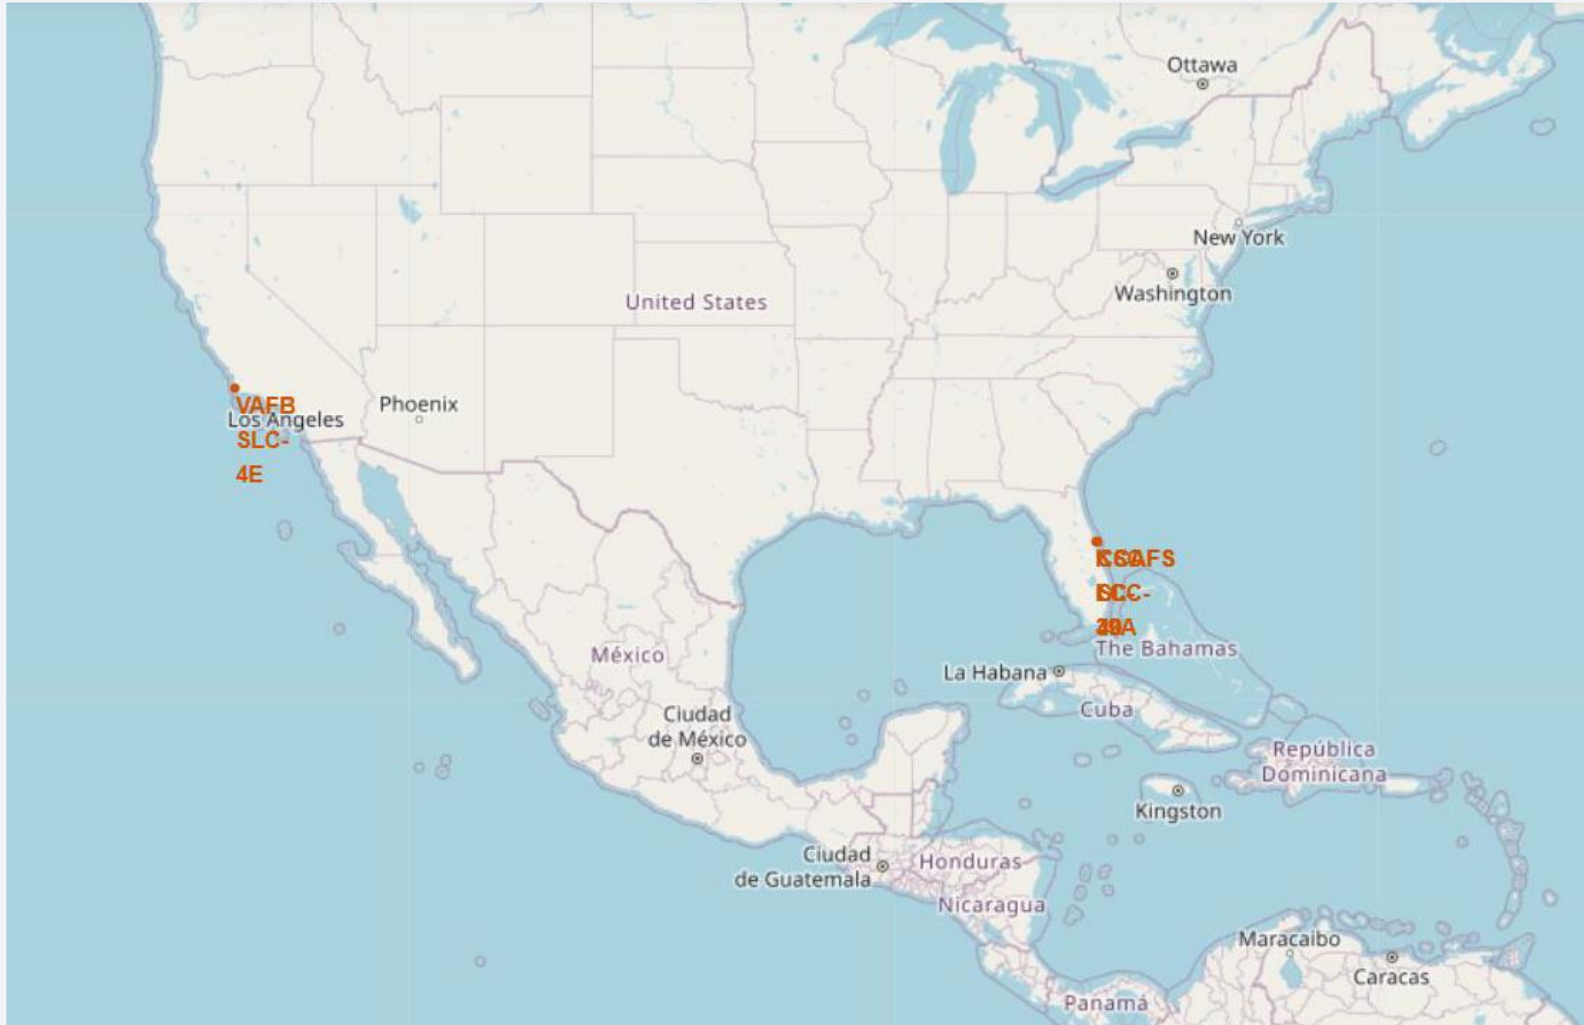 Ottawa
New York
Washington
United States
VAFB
SLC-
4E
Los Angeles
Phoenix
México
The Bahamas
La Habana
Cuba
Ciudad
de México
República
Dominicana
Kingston
Ciudad
de Guatemala
Honduras
Nicaragua
Maracaibo
Caracas
Panamá